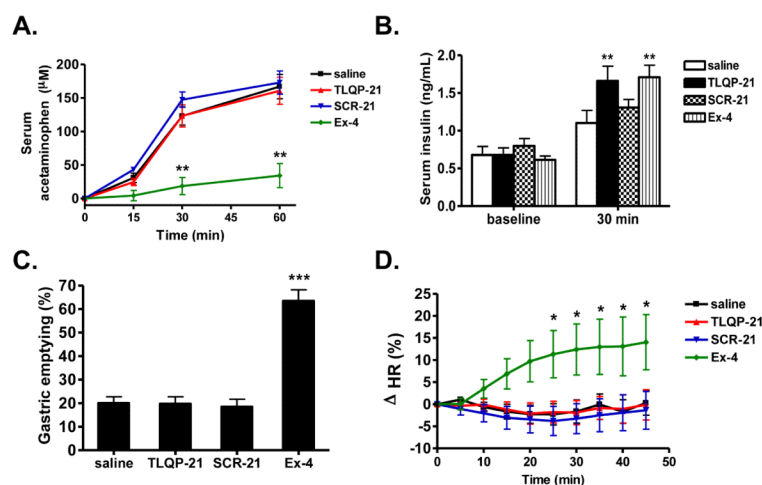 A.
Serum
acetaminophen (µM)
200
150
100
50
0
0 15 30 45 60
Time (min)
** **
saline
TLQP-21
SCR-21
Ex-4
B.
Serum insulin (ng/mL)
2.0
1.5
1.0
0.5
0.0
** **
baseline 30 min
saline
TLQP-21
SCR-21
Ex-4
C.
Gastric emptying (%)
70
60
50
40
30
20
10
0
***
saline TLQP-21 SCR-21 Ex-4
D.
Δ HR (%)
25
20
15
10
5
0
-5
-10
* * * * *
0 10 20 30 40 50
Time (min)
saline
TLQP-21
SCR-21
Ex-4